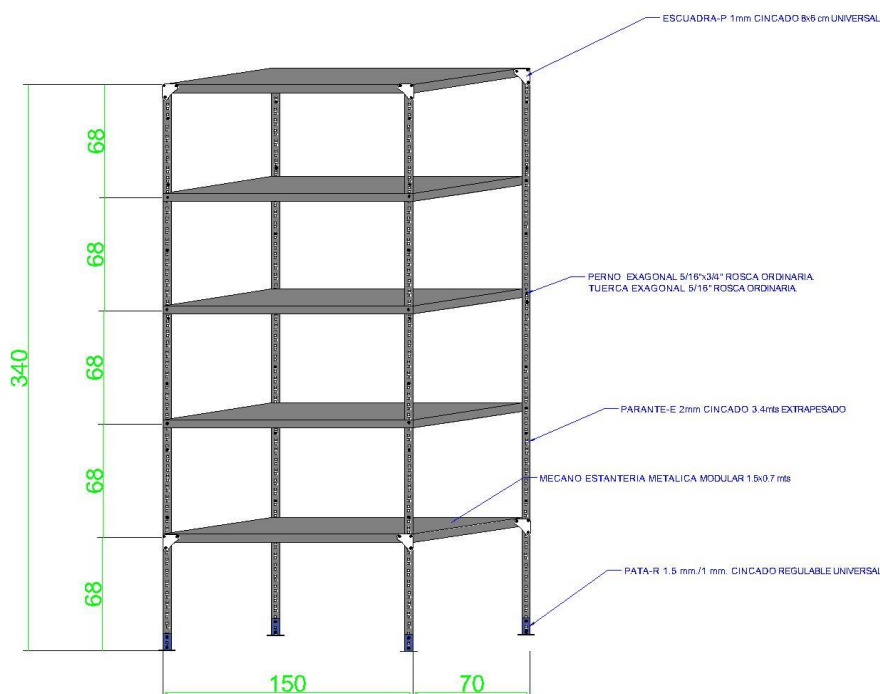 ESCUADRA-P 1mm CINCADO 8x6 cm UNIVERSAL
68
68
PERNO EXAGONAL 5/16"x3/4" ROSCA ORDINARIA
TUERCA EXAGONAL 5/16" ROSCA ORDINARIA
340
68
PARANTE-E 2mm CINCADO 3.4mts EXTRAPESADO
68
MECANO ESTANTERIA METALICA MODULAR 1.5x0.7 mts
PATA-R 1.5 mm./1 mm. CINCADO REGULABLE UNIVERSAL
68
150
70